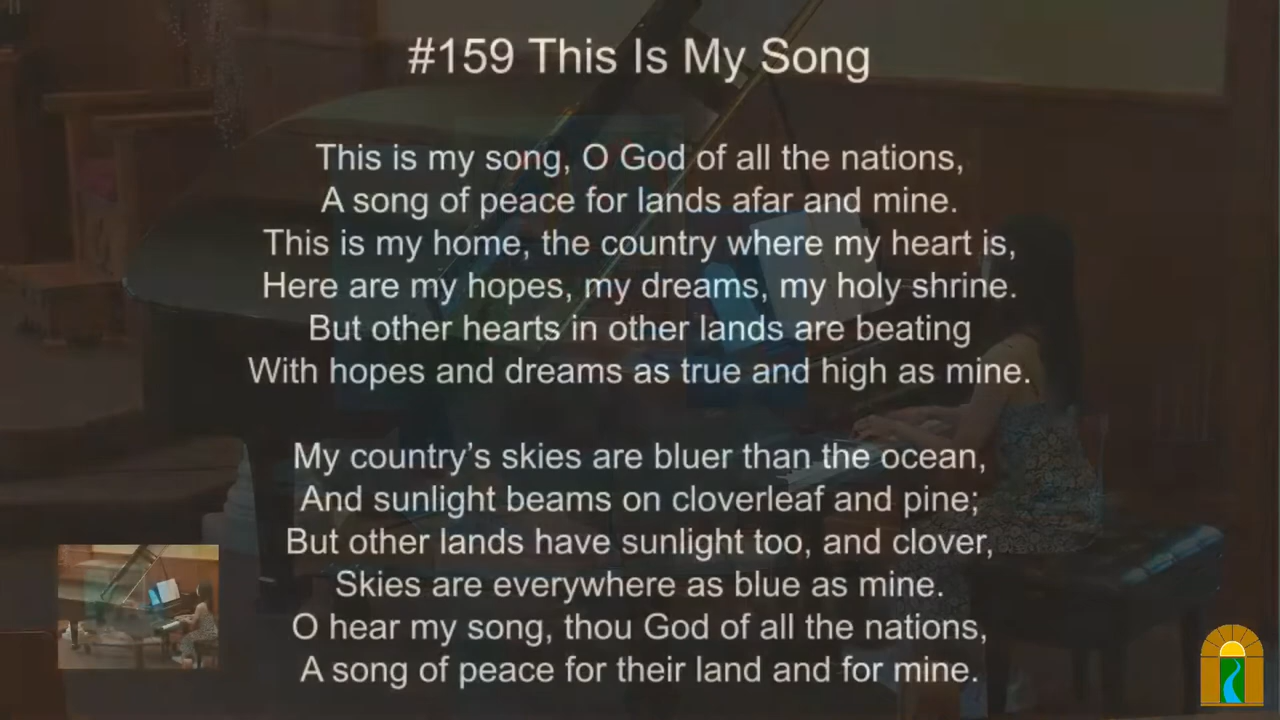 #159 This Is My Song
This is my song, O God of all the nations,
A song of peace for lands afar and mine.
This is my home, the country where my heart is,
Here are my hopes, my dreams, my holy shrine.
But other hearts in other lands are beating
With hopes and dreams as true and high as mine.
My country’s skies are bluer than the ocean,
And sunlight beams on cloverleaf and pine;
But other lands have sunlight too, and clover,
Skies are everywhere as blue as mine.
O hear my song, thou God of all the nations,
A song of peace for their land and for mine.